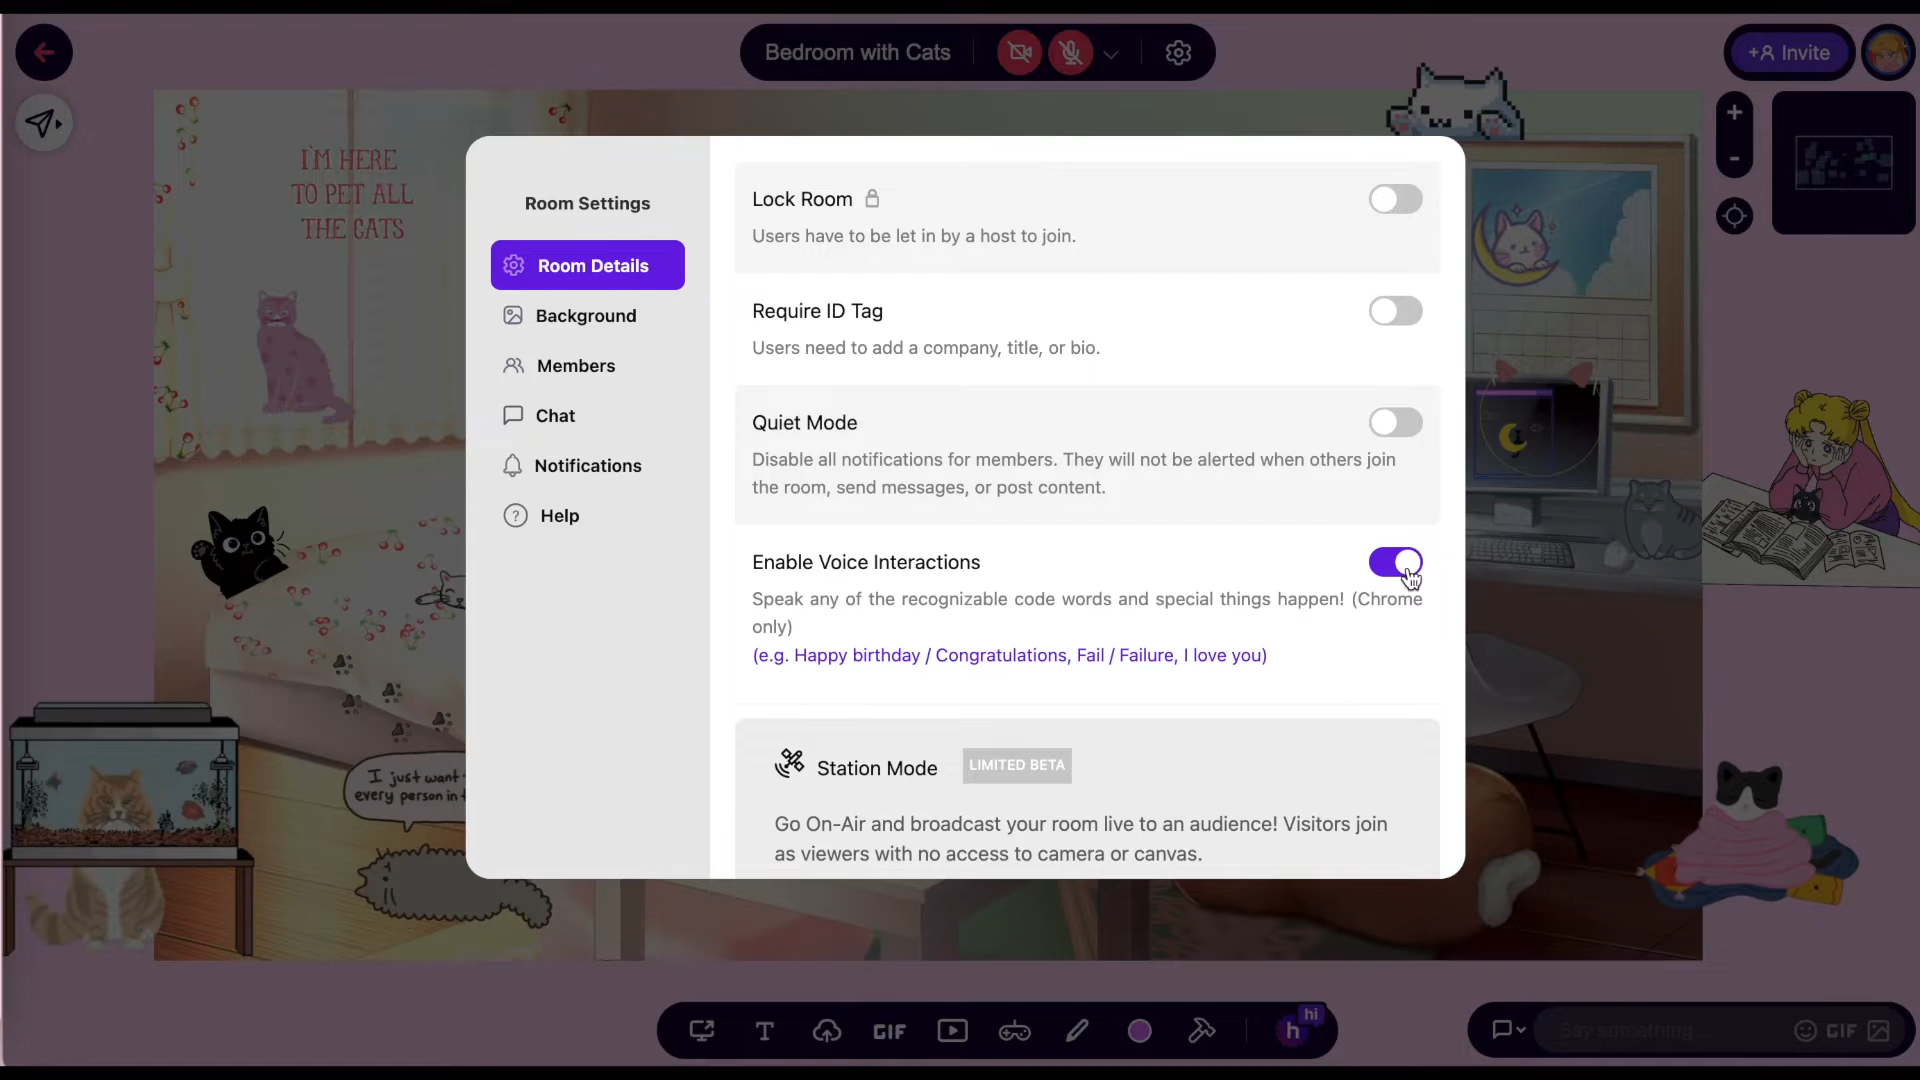 Bedroom with Cats
Invite
I'M HERE
TO PET ALL
THE CATS
Room Settings
Room Details
Background
Members
Chat
Notifications
Help
Lock Room
Users have to be let in by a host to join.
Require ID Tag
Users need to add a company, title, or bio.
Quiet Mode
Disable all notifications for members. They will not be alerted when others join
the room, send messages, or post content.
Enable Voice Interactions
Speak any of the recognizable code words and special things happen! (Chrome
only)
(e.g. Happy birthday / Congratulations, Fail / Failure, I love you)
Station Mode
LIMITED BETA
Go On-Air and broadcast your room live to an audience! Visitors join
as viewers with no access to camera or canvas.
I just want
every person in
T
GIF
h
hi
Say something...
GIF